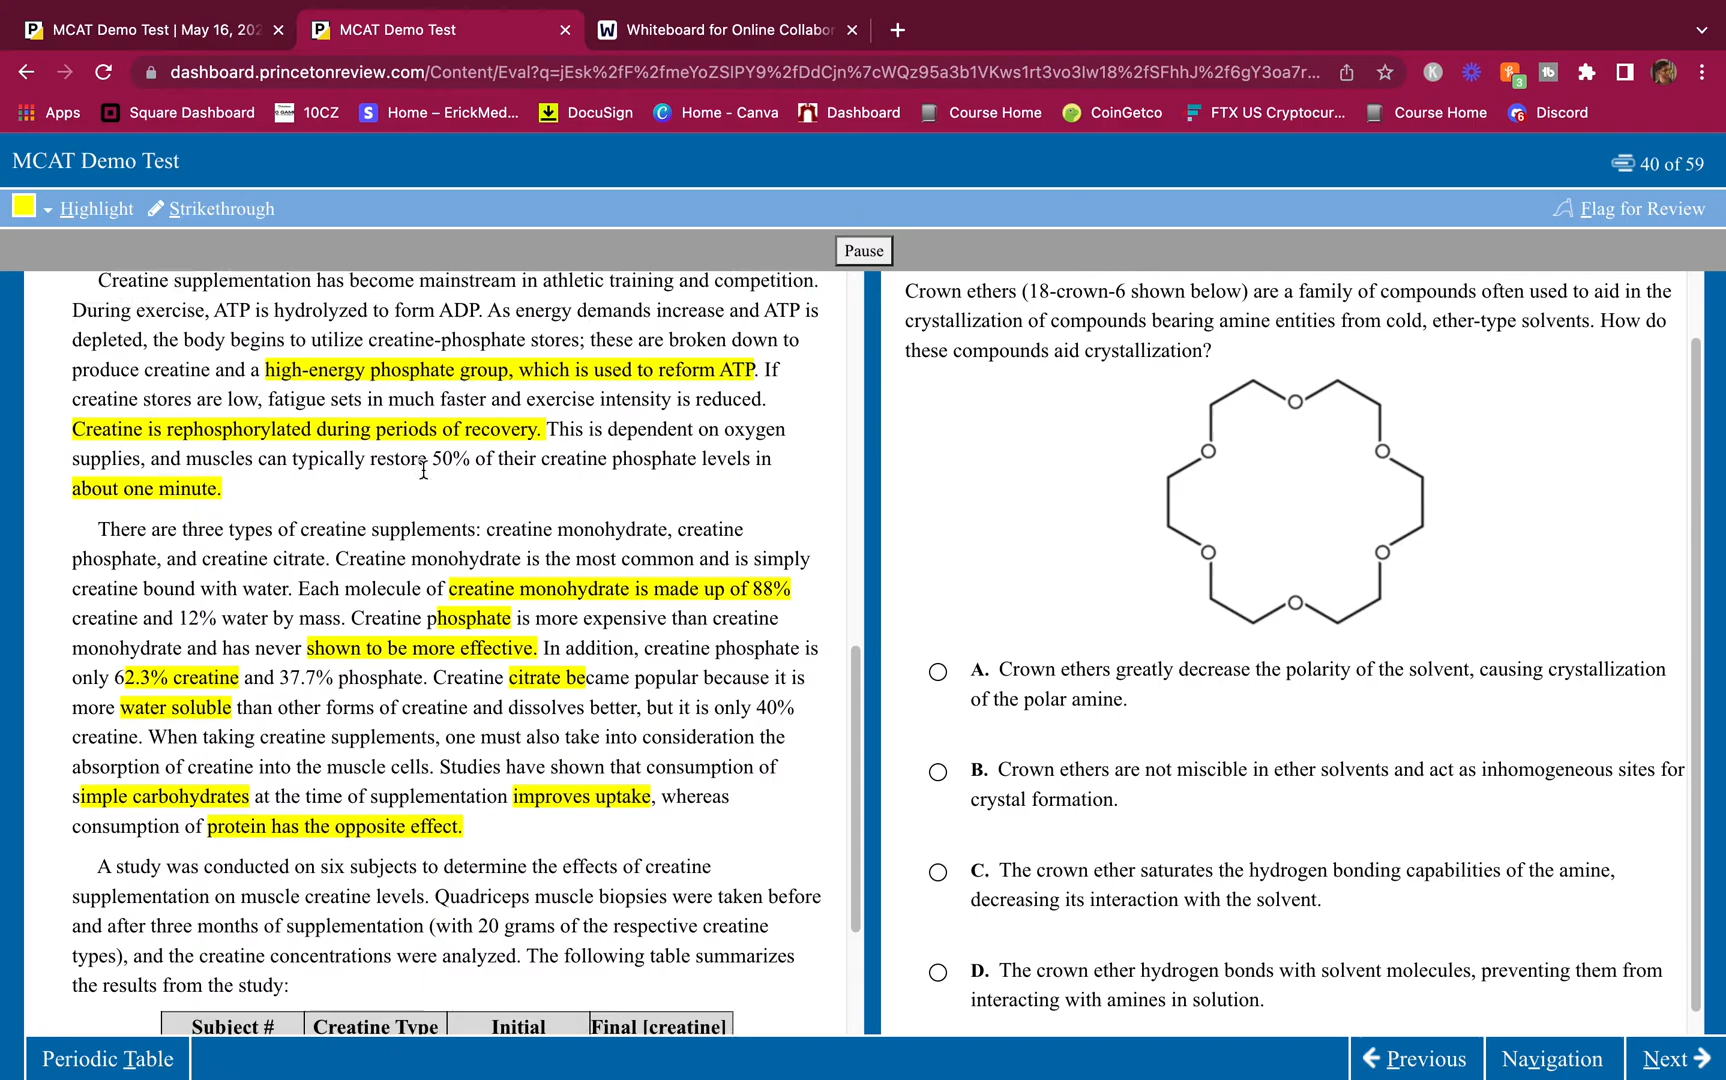 MCAT Demo Test | May 16, 202
MCAT Demo Test
Whiteboard for Online Collabor
dashboard.princetonreview.com/Content/Eval?q=jEsk%2fF%2fmeYoZSIPY9%2fDdCjn%7cWQz95a3b1VKws1rt3vo3Iw18%2fSFhhJ%2f6gY3oa7r...
Apps
Square Dashboard
10CZ
Home – ErickMed...
DocuSign
Home - Canva
Dashboard
Course Home
CoinGetco
FTX US Cryptocur...
Course Home
Discord
MCAT Demo Test
40 of 59
Highlight
Strikethrough
Flag for Review
Pause
Creatine supplementation has become mainstream in athletic training and competition.
During exercise, ATP is hydrolyzed to form ADP. As energy demands increase and ATP is
depleted, the body begins to utilize creatine-phosphate stores; these are broken down to
produce creatine and a high-energy phosphate group, which is used to reform ATP. If
creatine stores are low, fatigue sets in much faster and exercise intensity is reduced.
Creatine is rephosphorylated during periods of recovery. This is dependent on oxygen
supplies, and muscles can typically restore 50% of their creatine phosphate levels in
about one minute.
There are three types of creatine supplements: creatine monohydrate, creatine
phosphate, and creatine citrate. Creatine monohydrate is the most common and is simply
creatine bound with water. Each molecule of creatine monohydrate is made up of 88%
creatine and 12% water by mass. Creatine phosphate is more expensive than creatine
monohydrate and has never shown to be more effective. In addition, creatine phosphate is
only 62.3% creatine and 37.7% phosphate. Creatine citrate became popular because it is
more water soluble than other forms of creatine and dissolves better, but it is only 40%
creatine. When taking creatine supplements, one must also take into consideration the
absorption of creatine into the muscle cells. Studies have shown that consumption of
simple carbohydrates at the time of supplementation improves uptake, whereas
consumption of protein has the opposite effect.
A study was conducted on six subjects to determine the effects of creatine
supplementation on muscle creatine levels. Quadriceps muscle biopsies were taken before
and after three months of supplementation (with 20 grams of the respective creatine
types), and the creatine concentrations were analyzed. The following table summarizes
the results from the study:
Subject #
Creatine Type
Initial
Final [creatine]
Crown ethers (18-crown-6 shown below) are a family of compounds often used to aid in the
crystallization of compounds bearing amine entities from cold, ether-type solvents. How do
these compounds aid crystallization?
O
O
O
O
O
O
A. Crown ethers greatly decrease the polarity of the solvent, causing crystallization
of the polar amine.
B. Crown ethers are not miscible in ether solvents and act as inhomogeneous sites for
crystal formation.
C. The crown ether saturates the hydrogen bonding capabilities of the amine,
decreasing its interaction with the solvent.
D. The crown ether hydrogen bonds with solvent molecules, preventing them from
interacting with amines in solution.
Periodic Table
Previous
Navigation
Next